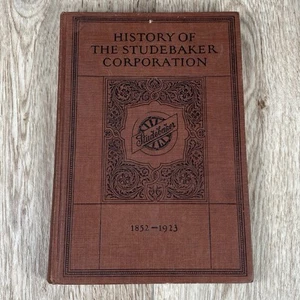 HISTORY OF
THE STUDEBAKER
CORPORATION
Studebaker
1852–1923